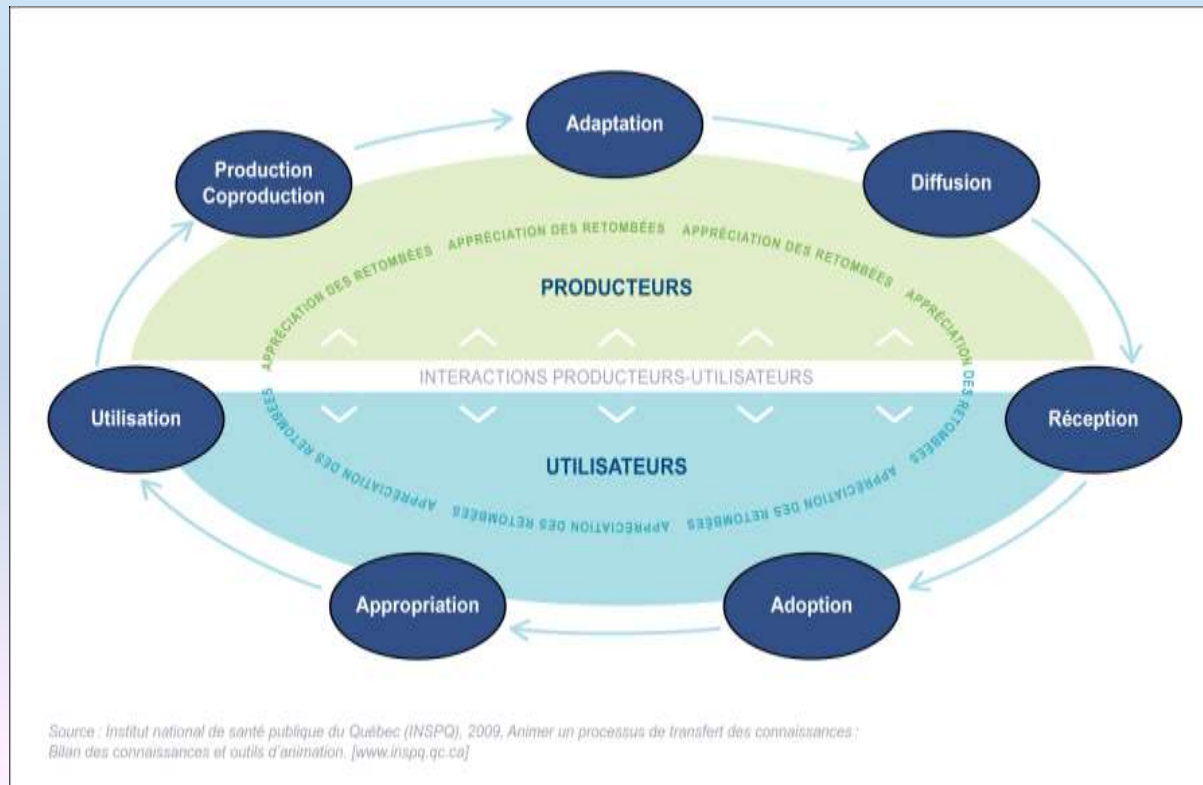 Adaptation
Production
Coproduction
Diffusion
APPRÉCIATION DES RETOMBÉES APPRÉCIATION DES RETOMBÉES APPRÉCIATION DES RETOMBÉES APPRÉCIATION DES RETOMBÉES
PRODUCTEURS
INTERACTIONS PRODUCTEURS-UTILISATEURS
Utilisation
Réception
UTILISATEURS
APPRÉCIATION DES RETOMBÉES APPRÉCIATION DES RETOMBÉES APPRÉCIATION DES RETOMBÉES
Appropriation
Adoption
Source : Institut national de santé publique du Québec (INSPQ), 2009, Animer un processus de transfert des connaissances :
Bilan des connaissances et outils d'animation. [www.inspq.qc.ca]